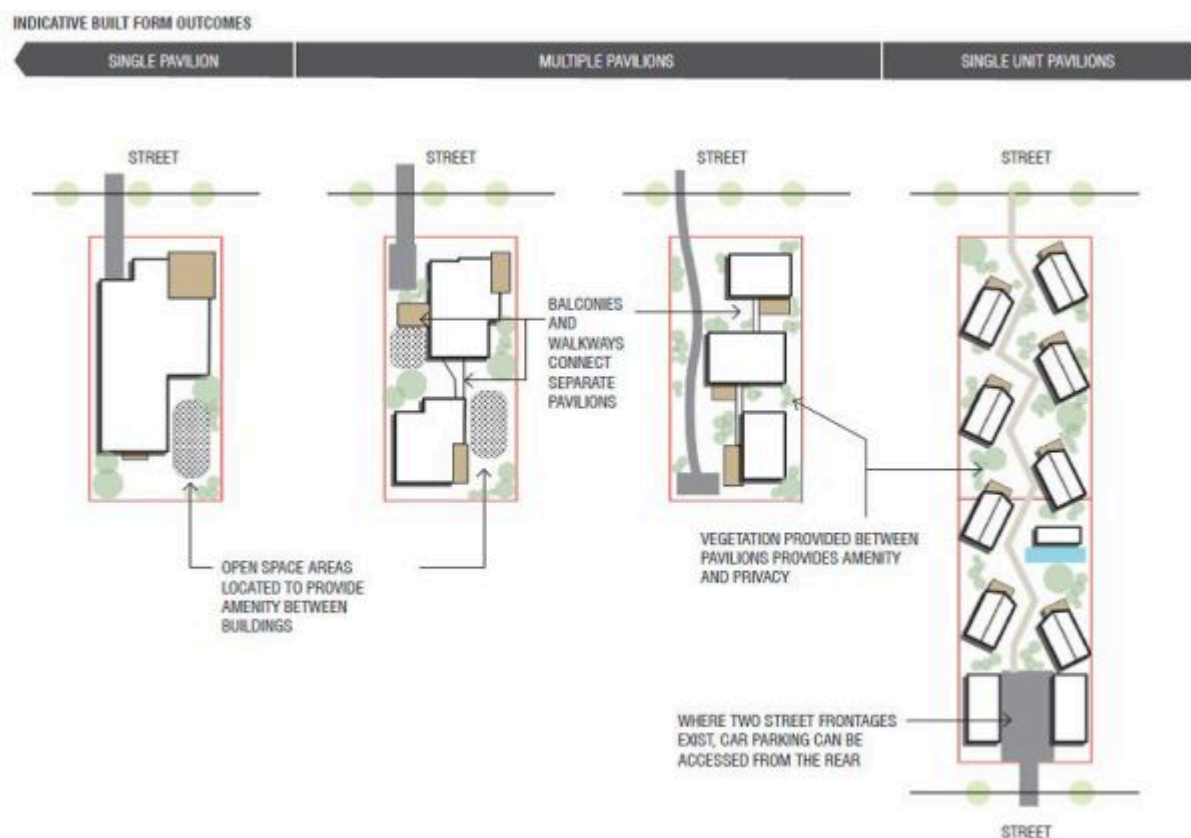 INDICATIVE BUILT FORM OUTCOMES
SINGLE PAVILION
MULTIPLE PAVILIONS
SINGLE UNIT PAVILIONS
STREET
STREET
STREET
STREET
BALCONIES
AND
WALKWAYS
CONNECT
SEPARATE
PAVILIONS
OPEN SPACE AREAS
LOCATED TO PROVIDE
AMENITY BETWEEN
BUILDINGS
VEGETATION PROVIDED BETWEEN
PAVILIONS PROVIDES AMENITY
AND PRIVACY
WHERE TWO STREET FRONTAGES
EXIST, CAR PARKING CAN BE
ACCESSED FROM THE REAR
STREET